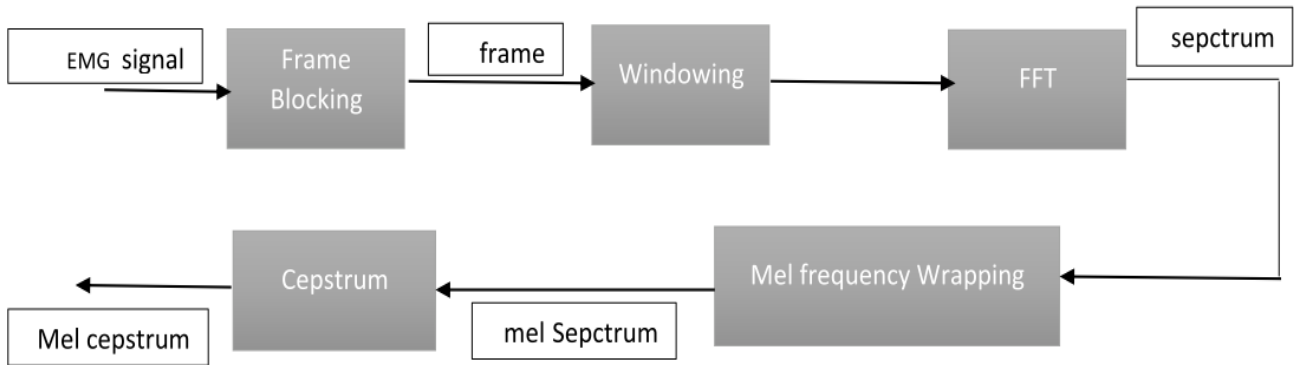 EMG signal
Frame
Blocking
frame
Windowing
FFT
sepctrum
Mel frequency Wrapping
mel Sepctrum
Cepstrum
Mel cepstrum